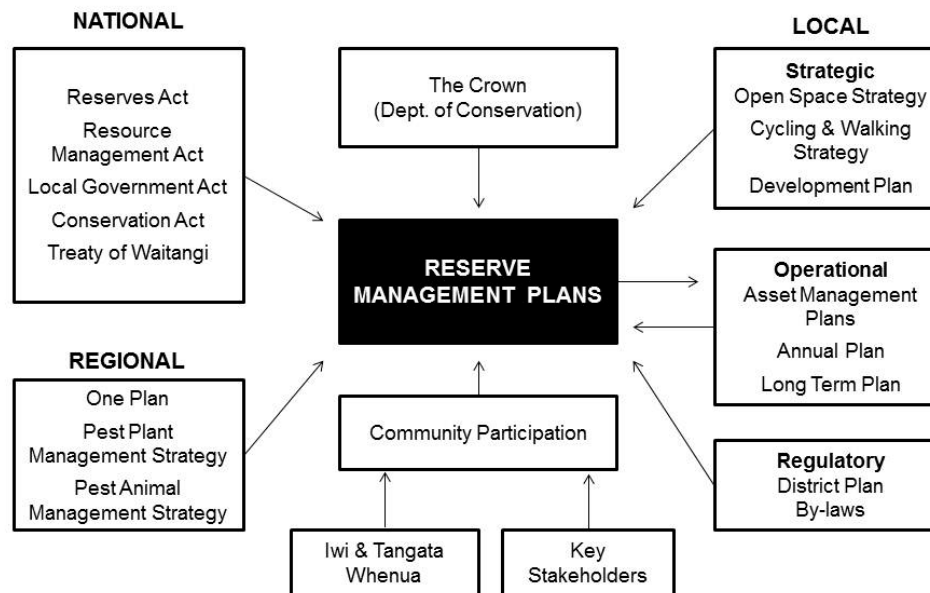 NATIONAL
Reserves Act
Resource
Management Act
Local Government Act
Conservation Act
Treaty of Waitangi
REGIONAL
One Plan
Pest Plant
Management Strategy
Pest Animal
Management Strategy
The Crown
(Dept. of Conservation)
RESERVE
MANAGEMENT PLANS
Community Participation
Iwi & Tangata
Whenua
Key
Stakeholders
LOCAL
Strategic
Open Space Strategy
Cycling & Walking
Strategy
Development Plan
Operational
Asset Management
Plans
Annual Plan
Long Term Plan
Regulatory
District Plan
By-laws